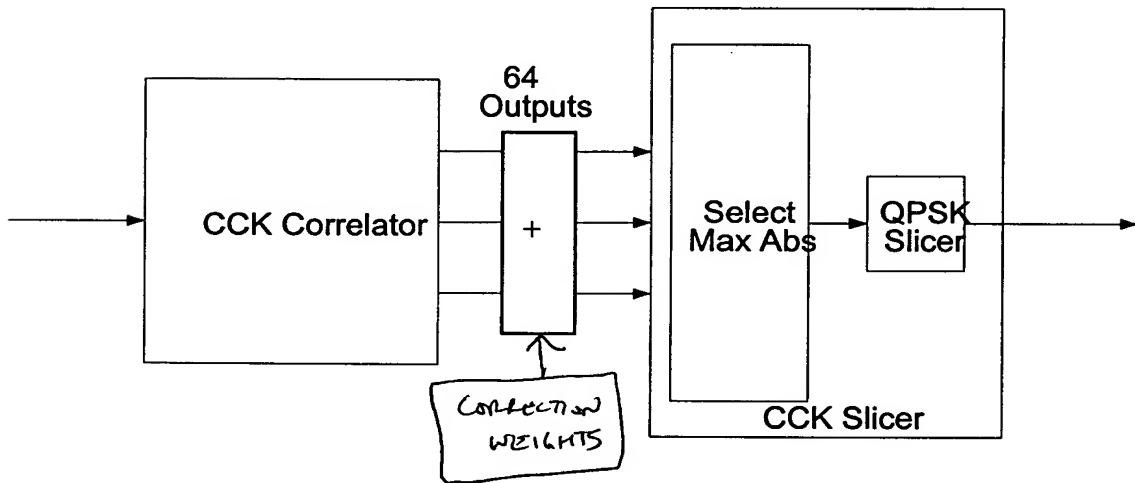 64
Outputs
CCK Correlator
+
Select
Max Abs
QPSK
Slicer
CCK Slicer
CORRECTION
WEIGHTS